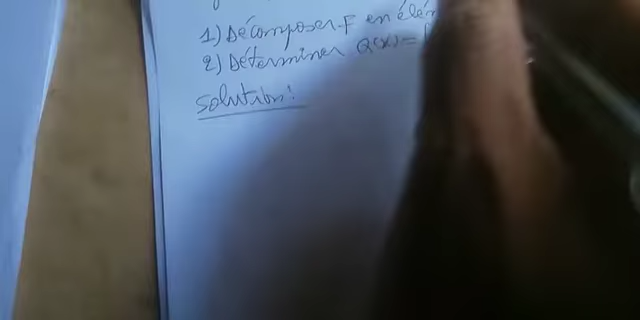 1) Décomposer F en élém
2) Déterminer Q(x) =
Solution: